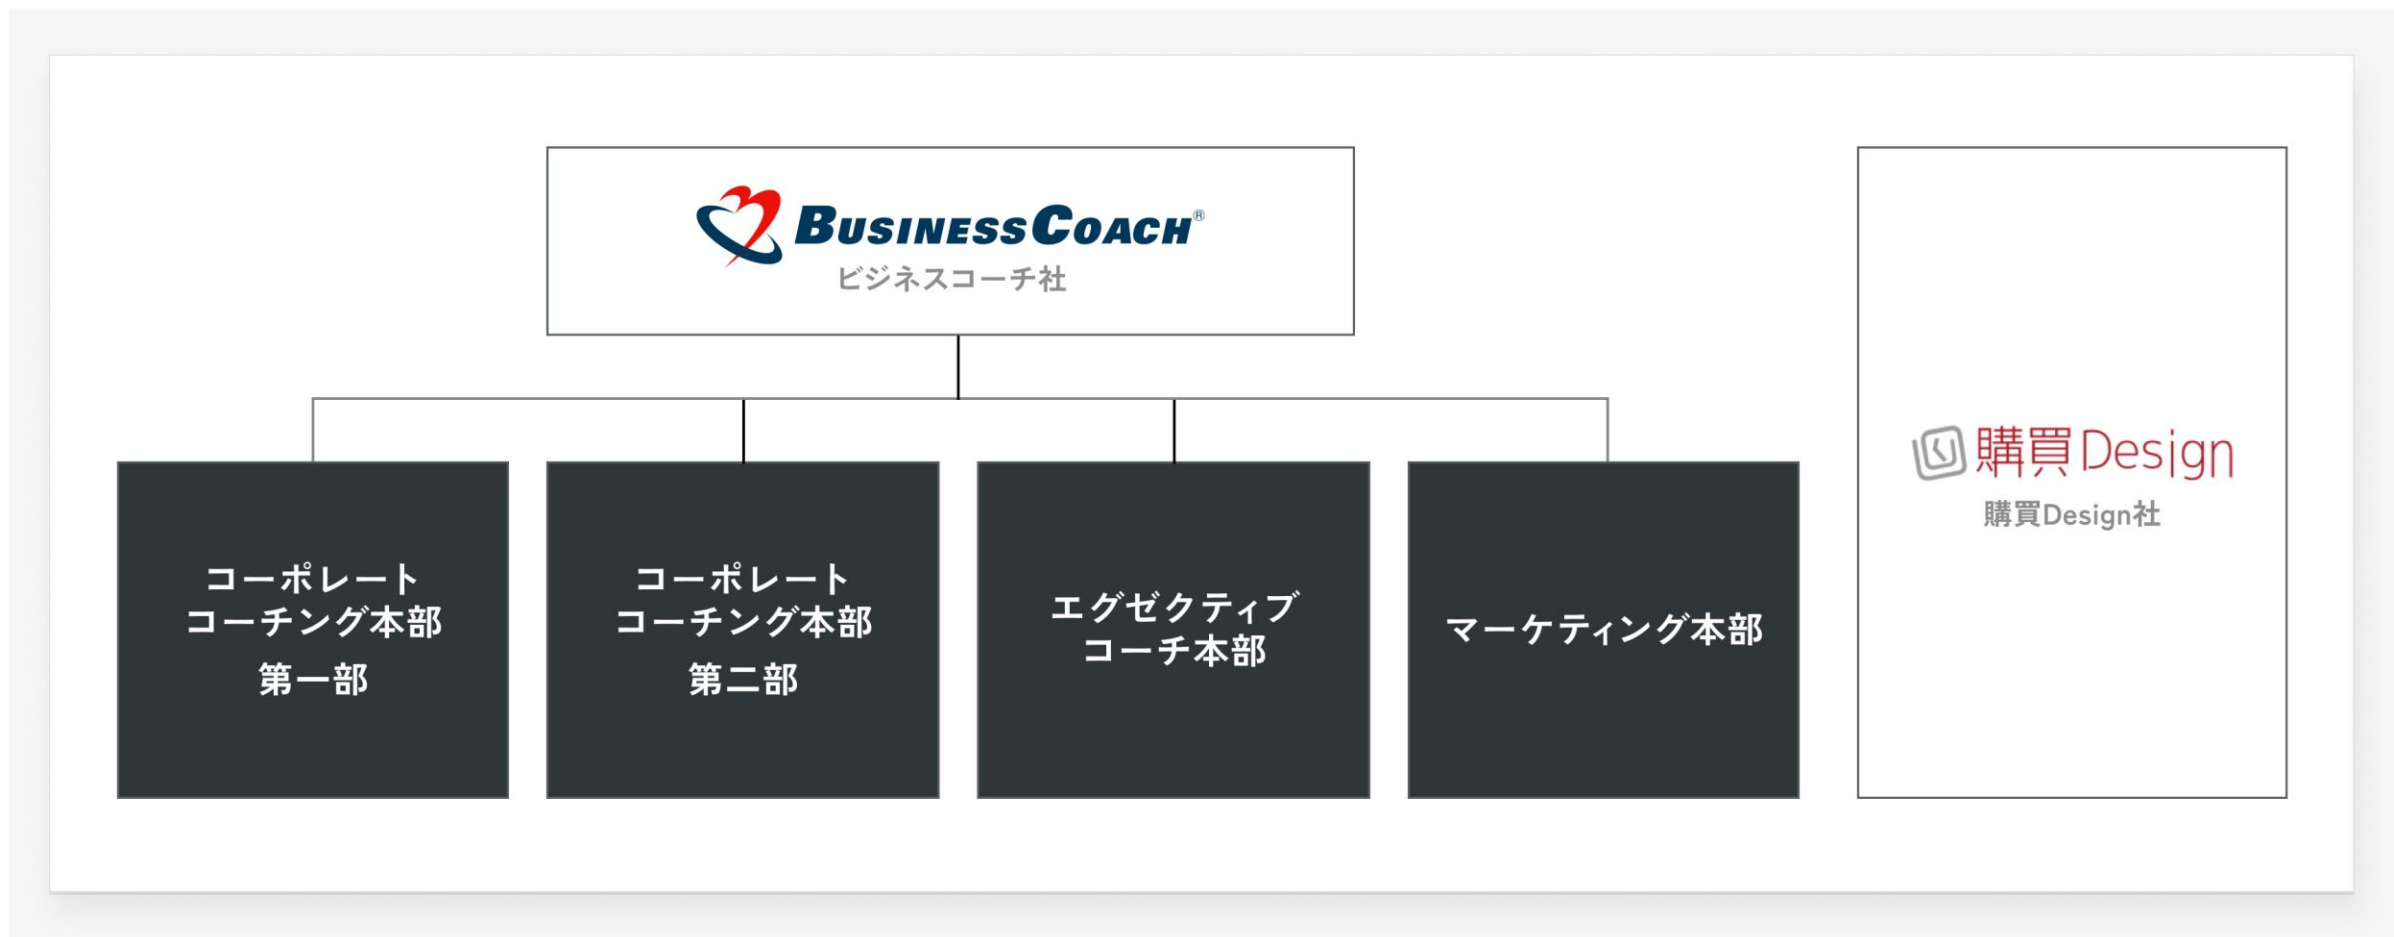 BUSINESSCOACH®
ビジネスコーチ社
コーポレート
コーチング本部
第一部
コーポレート
コーチング本部
第二部
エグゼクティブ
コーチ本部
マーケティング本部
購買Design
購買Design社